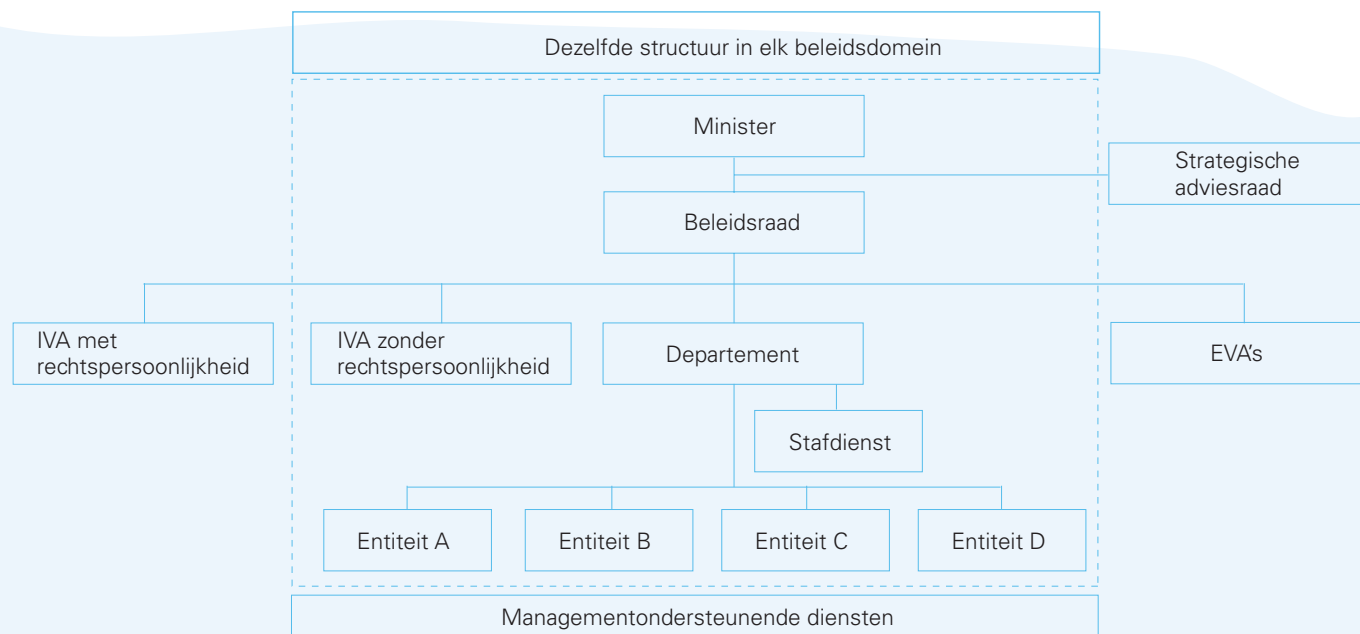 Dezelfde structuur in elk beleidsdomein
Minister
Strategische
adviesraad
Beleidsraad
IVA met
rechtspersoonlijkheid
IVA zonder
rechtspersoonlijkheid
Departement
EVA's
Stafdienst
Entiteit A
Entiteit B
Entiteit C
Entiteit D
Managementondersteunende diensten